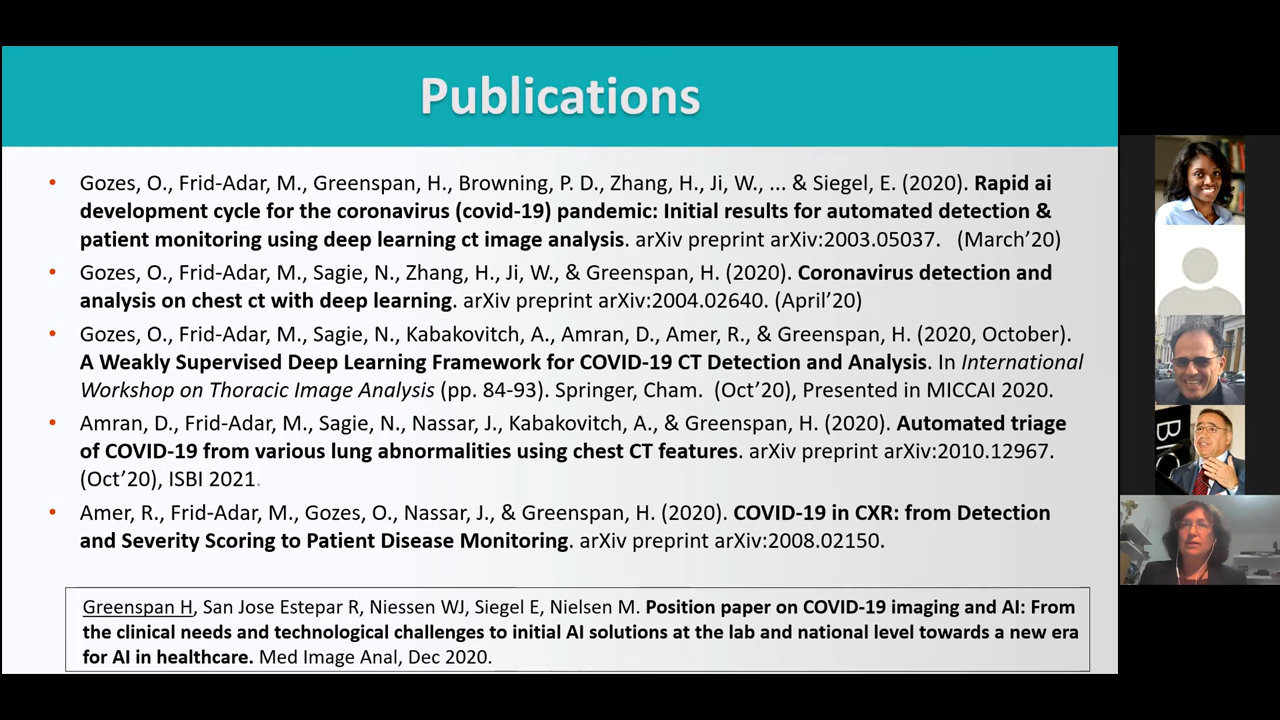 Publications
• Gozes, O., Frid-Adar, M., Greenspan, H., Browning, P. D., Zhang, H., Ji, W., ... & Siegel, E. (2020). Rapid ai
development cycle for the coronavirus (covid-19) pandemic: Initial results for automated detection &
patient monitoring using deep learning ct image analysis. arXiv preprint arXiv:2003.05037. (March’20)
• Gozes, O., Frid-Adar, M., Sagie, N., Zhang, H., Ji, W., & Greenspan, H. (2020). Coronavirus detection and
analysis on chest ct with deep learning. arXiv preprint arXiv:2004.02640. (April’20)
• Gozes, O., Frid-Adar, M., Sagie, N., Kabakovitch, A., Amran, D., Amer, R., & Greenspan, H. (2020, October).
A Weakly Supervised Deep Learning Framework for COVID-19 CT Detection and Analysis. In International
Workshop on Thoracic Image Analysis (pp. 84-93). Springer, Cham. (Oct’20), Presented in MICCAI 2020.
• Amran, D., Frid-Adar, M., Sagie, N., Nassar, J., Kabakovitch, A., & Greenspan, H. (2020). Automated triage
of COVID-19 from various lung abnormalities using chest CT features. arXiv preprint arXiv:2010.12967.
(Oct’20), ISBI 2021.
• Amer, R., Frid-Adar, M., Gozes, O., Nassar, J., & Greenspan, H. (2020). COVID-19 in CXR: from Detection
and Severity Scoring to Patient Disease Monitoring. arXiv preprint arXiv:2008.02150.
Greenspan H, San Jose Estepar R, Niessen WJ, Siegel E, Nielsen M. Position paper on COVID-19 imaging and AI: From
the clinical needs and technological challenges to initial AI solutions at the lab and national level towards a new era
for AI in healthcare. Med Image Anal, Dec 2020.